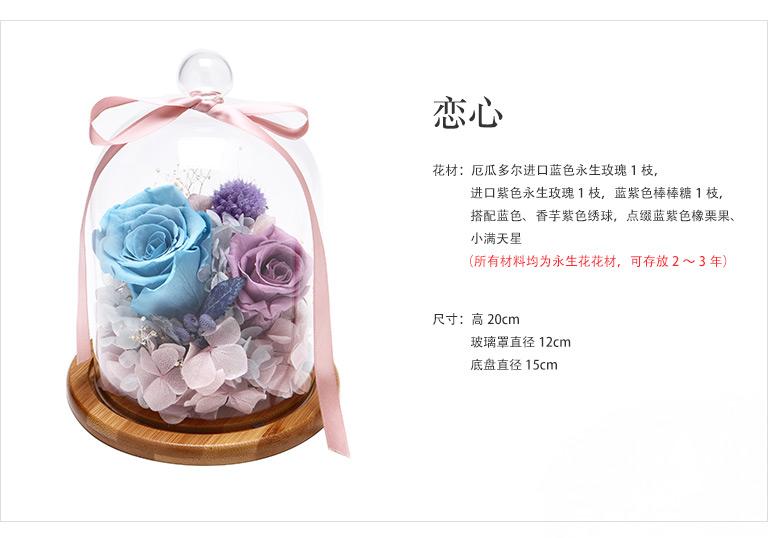 恋心
花材：厄瓜多尔进口蓝色永生玫瑰 1 枝，
进口紫色永生玫瑰 1 枝，蓝紫色棒棒糖 1 枝，
搭配蓝色、香芋紫色绣球，点缀蓝紫色橡栗果、
小满天星
（所有材料均为永生花花材，可存放 2 ～ 3 年）
尺寸：高 20cm
玻璃罩直径 12cm
底盘直径 15cm